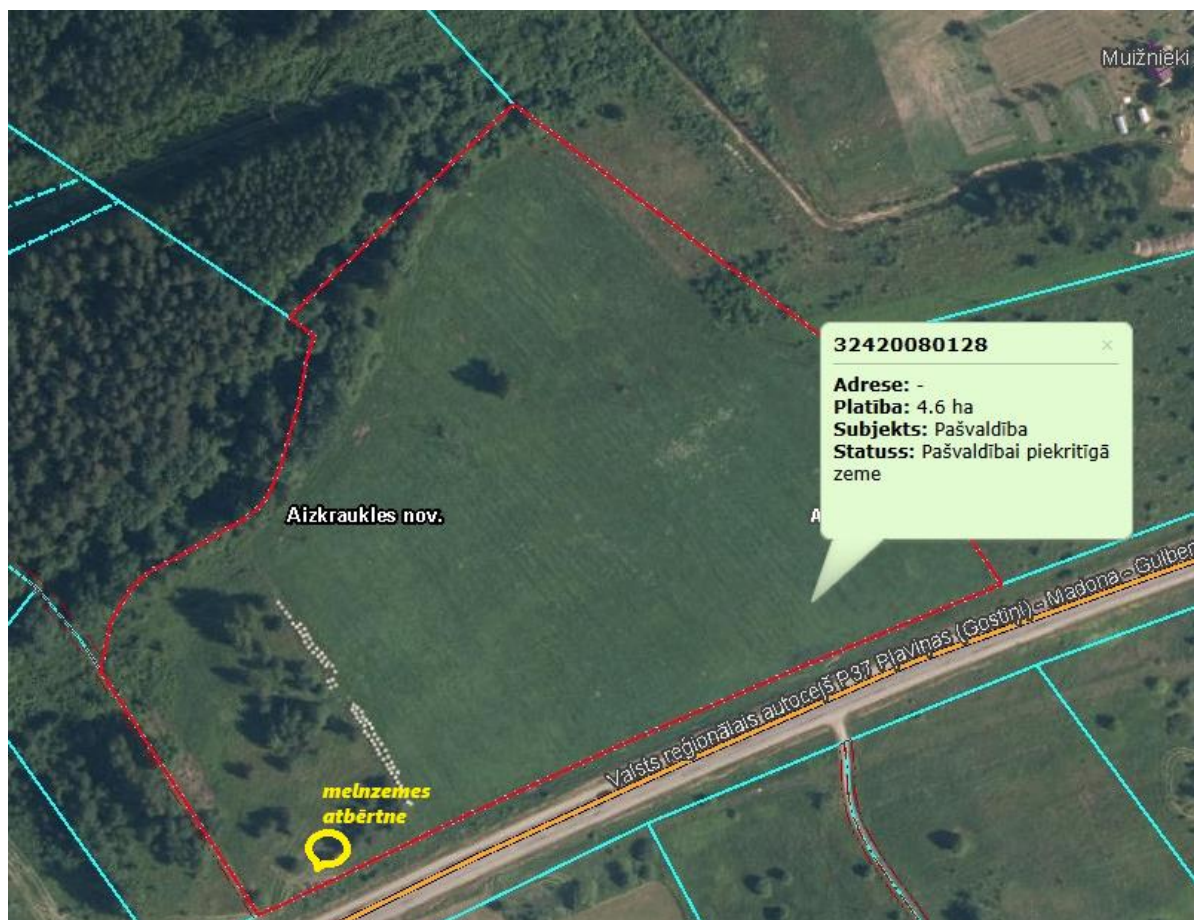 Muižnieki
32420080128
×
Adrese: -
Platība: 4.6 ha
Subjekts: Pašvaldība
Statuss: Pašvaldībai piekritīgā
zeme
Aizkraukles nov.
A
Valsts reģionālais autoceļš P37 Pļaviņas (Gostiņi) - Madona - Gulben
melnzemes
atbērtne